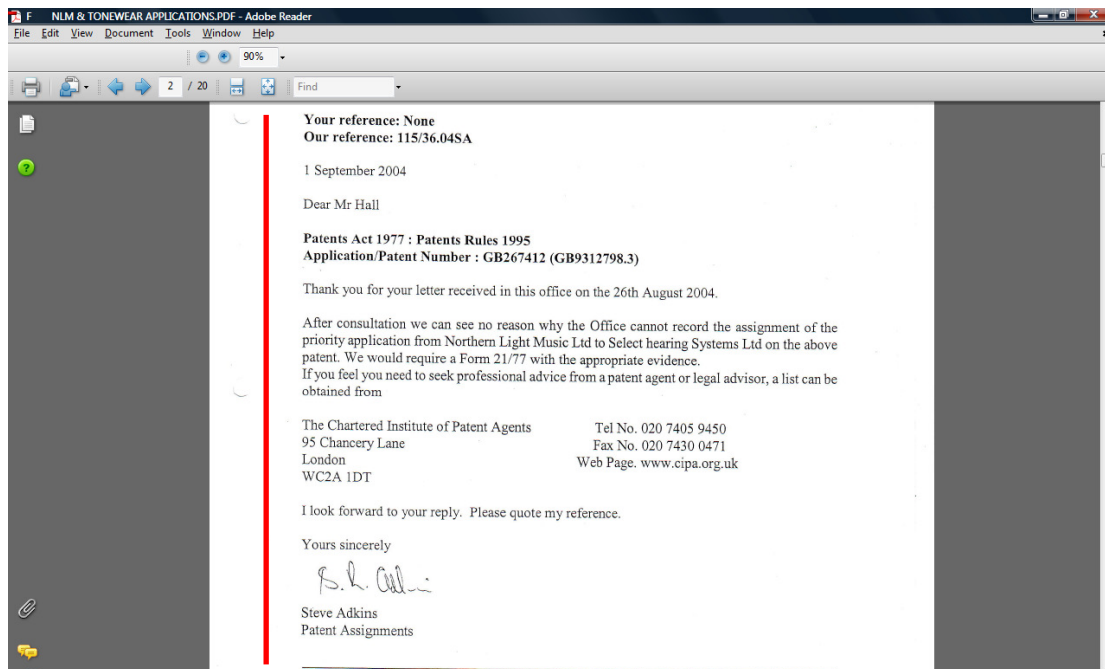 F NLM & TONEWEAR APPLICATIONS.PDF - Adobe Reader
File Edit View Document Tools Window Help
90%
2 / 20 Find
Your reference: None
Our reference: 115/36.04SA
1 September 2004
Dear Mr Hall
Patents Act 1977 : Patents Rules 1995
Application/Patent Number : GB267412 (GB9312798.3)
Thank you for your letter received in this office on the 26th August 2004.
After consultation we can see no reason why the Office cannot record the assignment of the
priority application from Northern Light Music Ltd to Select hearing Systems Ltd on the above
patent. We would require a Form 21/77 with the appropriate evidence.
If you feel you need to seek professional advice from a patent agent or legal advisor, a list can be
obtained from
The Chartered Institute of Patent Agents Tel No. 020 7405 9450
95 Chancery Lane Fax No. 020 7430 0471
London Web Page. www.cipa.org.uk
WC2A 1DT
I look forward to your reply. Please quote my reference.
Yours sincerely
Steve Adkins
Patent Assignments